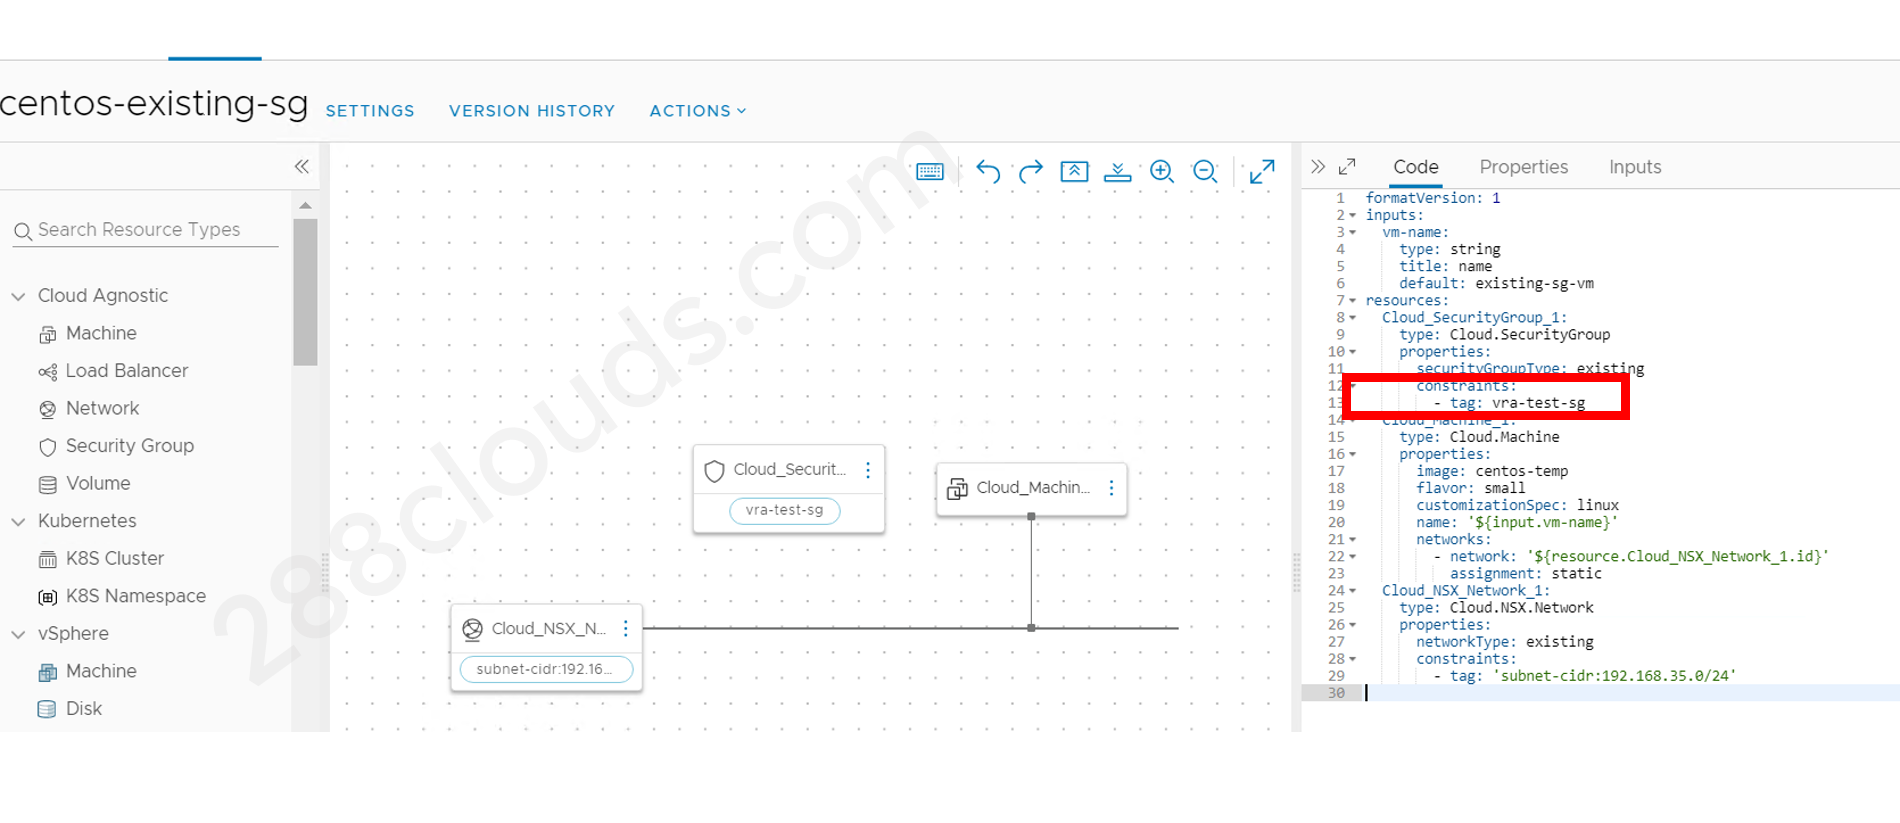 centos-existing-sg
SETTINGS
VERSION HISTORY
ACTIONS
Search Resource Types
Cloud Agnostic
Machine
Load Balancer
Network
Security Group
Volume
Kubernetes
K8S Cluster
K8S Namespace
vSphere
Machine
Disk
288clouds.com
Cloud_Securit...
vra-test-sg
Cloud_Machin...
Cloud_NSX_N...
subnet-cidr:192.16...
Code Properties Inputs
1 formatVersion: 1
2 inputs:
3 vm-name:
4 type: string
5 title: name
6 default: existing-sg-vm
7 resources:
8 Cloud_SecurityGroup_1:
9 type: Cloud.SecurityGroup
10 properties:
11 securityGroupType: existing
12 constraints:
13 - tag: vra-test-sg
14 Cloud_Machine_1:
15 type: Cloud.Machine
16 properties:
17 image: centos-temp
18 flavor: small
19 customizationSpec: linux
20 name: '${input.vm-name}'
21 networks:
22 - network: '${resource.Cloud_NSX_Network_1.id}'
23 assignment: static
24 Cloud_NSX_Network_1:
25 type: Cloud.NSX.Network
26 properties:
27 networkType: existing
28 constraints:
29 - tag: 'subnet-cidr:192.168.35.0/24'
30